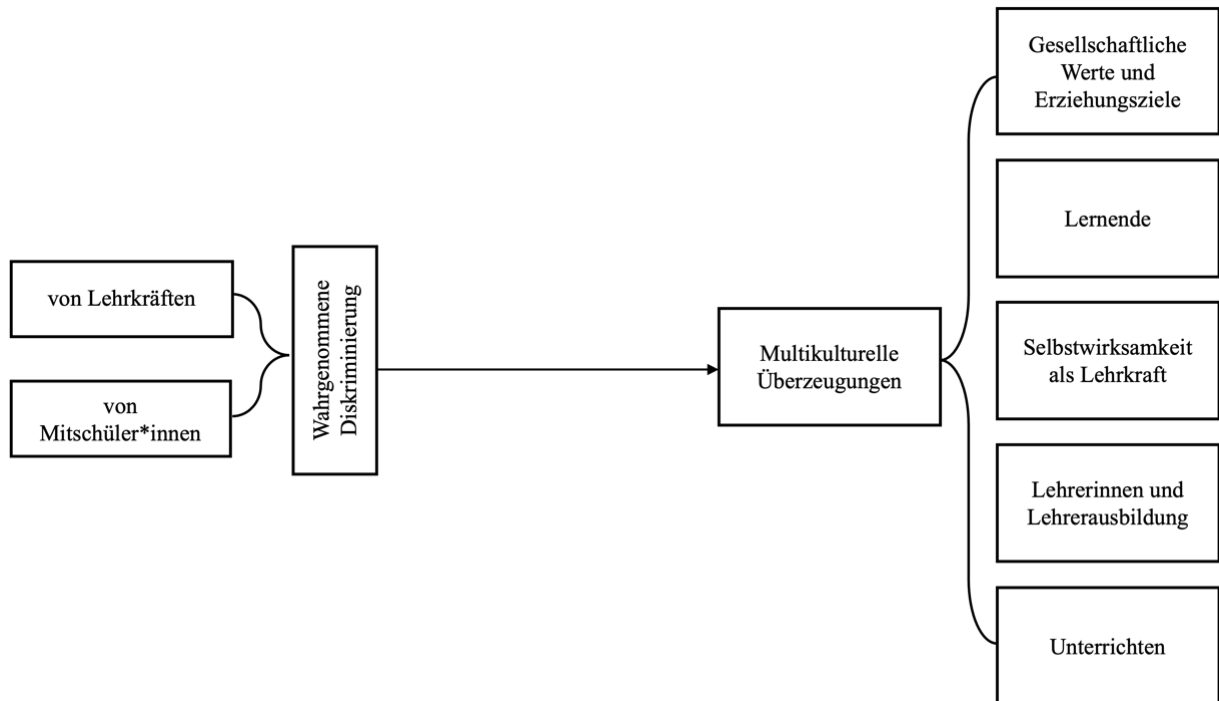 von Lehrkräften
von
Mitschüler*innen
Wahrgenommene
Diskriminierung
Multikulturelle
Überzeugungen
Gesellschaftliche
Werte und
Erziehungsziele
Lernende
Selbstwirksamkeit
als Lehrkraft
Lehrerinnen und
Lehrerausbildung
Unterrichten